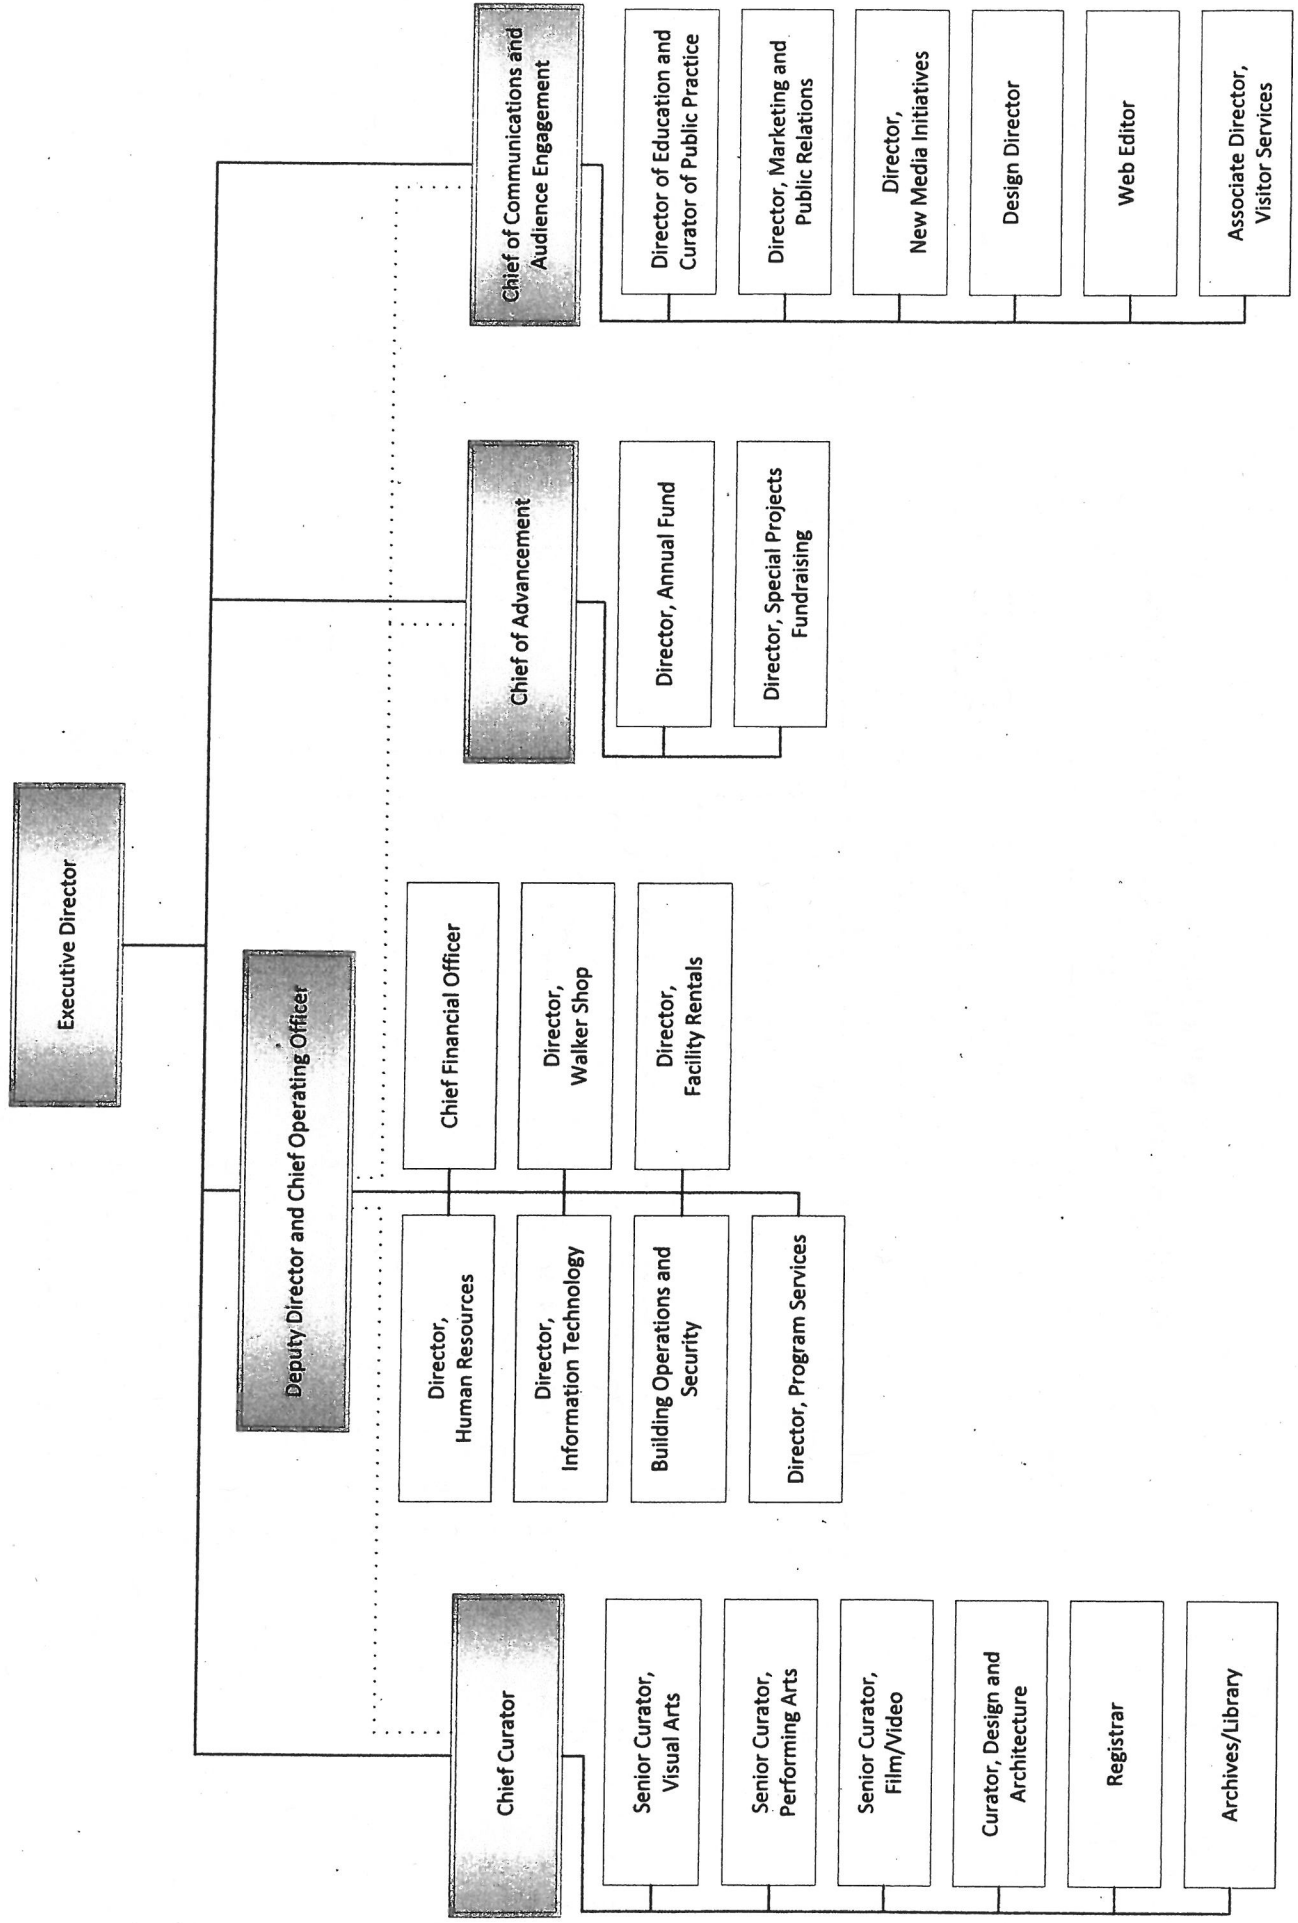 Executive Director
Deputy Director and Chief Operating Officer
Chief Curator
Senior Curator,
Visual Arts
Senior Curator,
Performing Arts
Senior Curator,
Film/Video
Curator, Design and
Architecture
Registrar
Archives/Library
Director,
Human Resources
Director,
Information Technology
Building Operations and
Security
Director, Program Services
Chief Financial Officer
Director,
Walker Shop
Director,
Facility Rentals
Chief of Advancement
Director, Annual Fund
Director, Special Projects
Fundraising
Chief of Communications and
Audience Engagement
Director of Education and
Curator of Public Practice
Director, Marketing and
Public Relations
Director,
New Media Initiatives
Design Director
Web Editor
Associate Director,
Visitor Services